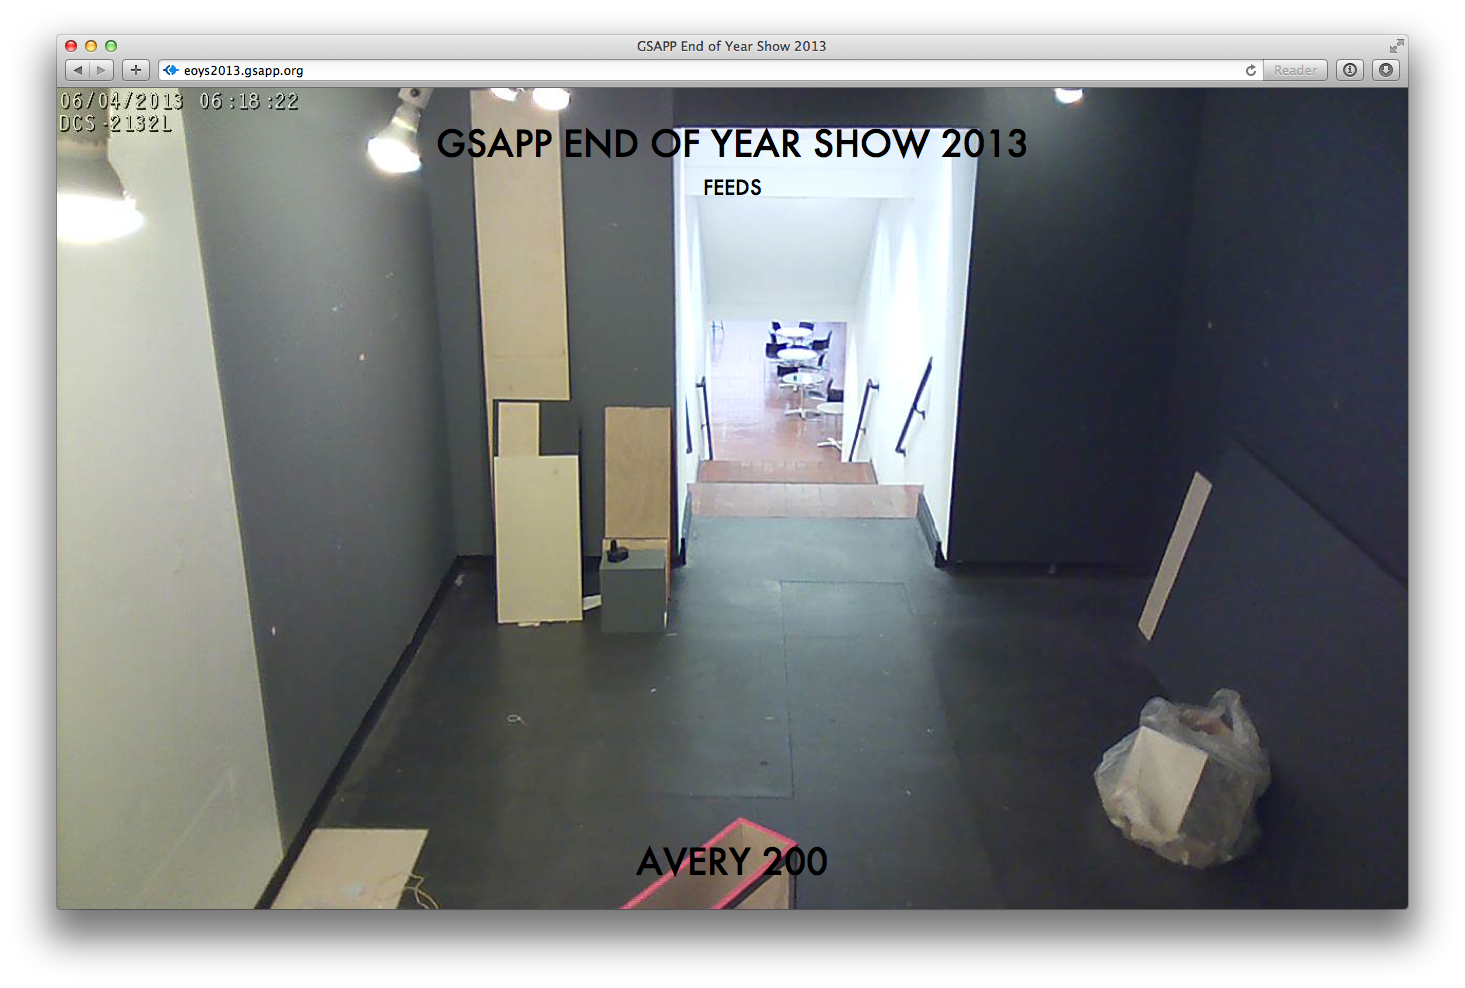 GSAPP End of Year Show 2013
eoys2013.gsapp.org
Reader
06/04/2013 06:18:22
DCS-2132L
GSAPP END OF YEAR SHOW 2013
FEEDS
AVERY 200